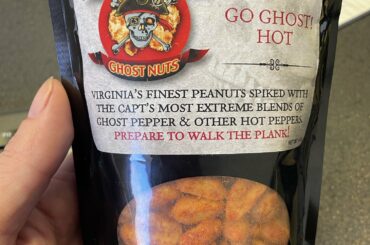 GO GHOST!
HOT
GHOST NUTS
VIRGINIA'S FINEST PEANUTS SPIKED WITH
THE CAPT'S MOST EXTREME BLENDS OF
GHOST PEPPER & OTHER HOT PEPPERS.
PREPARE TO WALK THE PLANK!